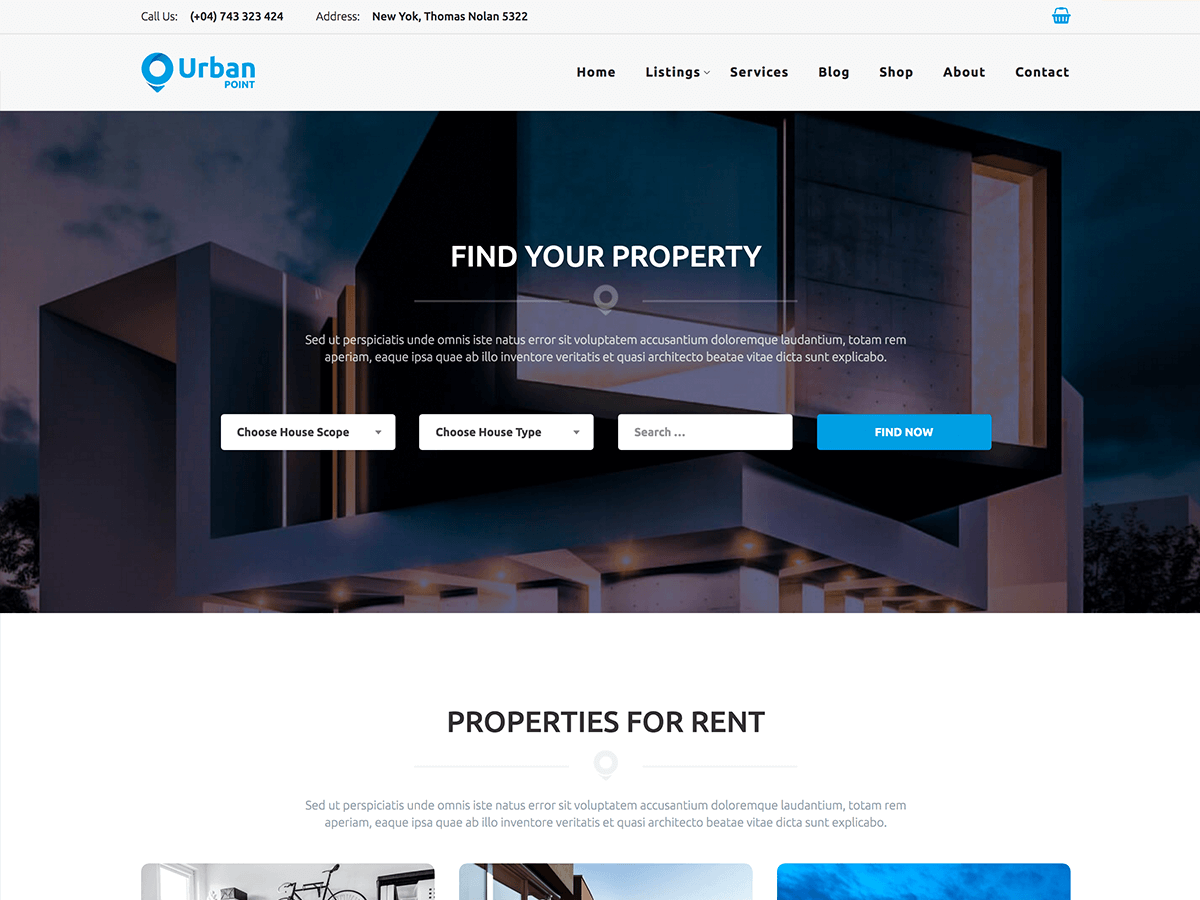 Call Us: (+04) 743 323 424 Address: New Yok, Thomas Nolan 5322
Urban
POINT
Home Listings Services Blog Shop About Contact
FIND YOUR PROPERTY
Sed ut perspiciatis unde omnis iste natus error sit voluptatem accusantium doloremque laudantium, totam rem
aperiam, eaque ipsa quae ab illo inventore veritatis et quasi architecto beatae vitae dicta sunt explicabo.
Choose House Scope Choose House Type Search ... FIND NOW
PROPERTIES FOR RENT
Sed ut perspiciatis unde omnis iste natus error sit voluptatem accusantium doloremque laudantium, totam rem
aperiam, eaque ipsa quae ab illo inventore veritatis et quasi architecto beatae vitae dicta sunt explicabo.